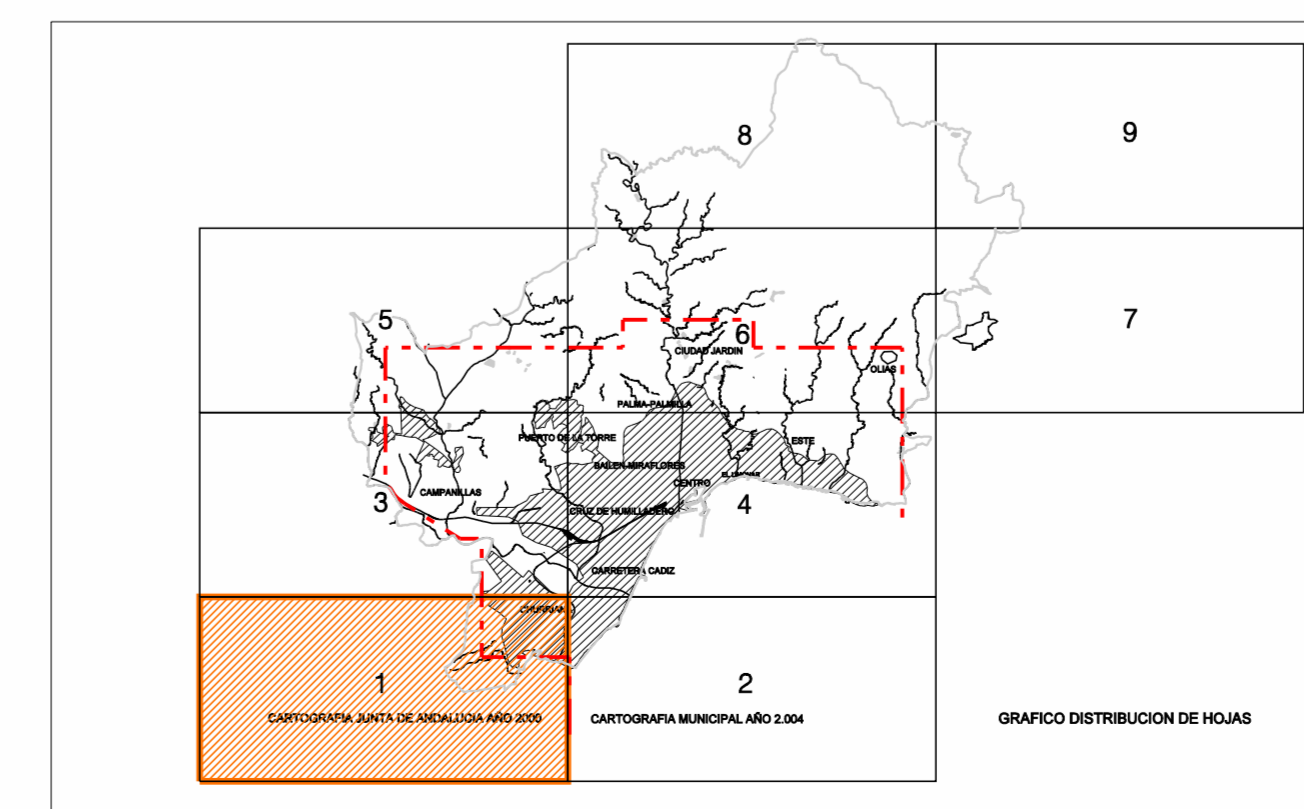 8
9
5
6
7
CIUDAD JARDIN
OLIAS
PALMA-PALMILLA
PUERTO DE LA TORRE
ESTE
BAILEN-MIRAFLORES
EL LIMONAR
CENTRO
CAMPANILLAS
3
4
CRUZ DE HUMILLADERO
CARRETERA CADIZ
CHURRIANA
1
2
CARTOGRAFIA JUNTA DE ANDALUCIA AÑO 2000
CARTOGRAFIA MUNICIPAL AÑO 2.004
GRAFICO DISTRIBUCION DE HOJAS